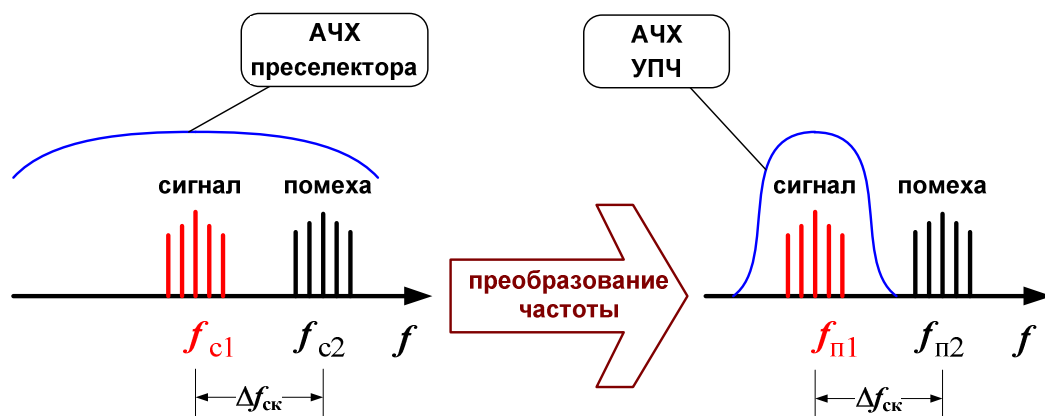 АЧХ
преселектора
сигнал помеха
fс1 fс2 f
Δfск
преобразование
частоты
АЧХ
УПЧ
сигнал помеха
fп1 fп2 f
Δfск